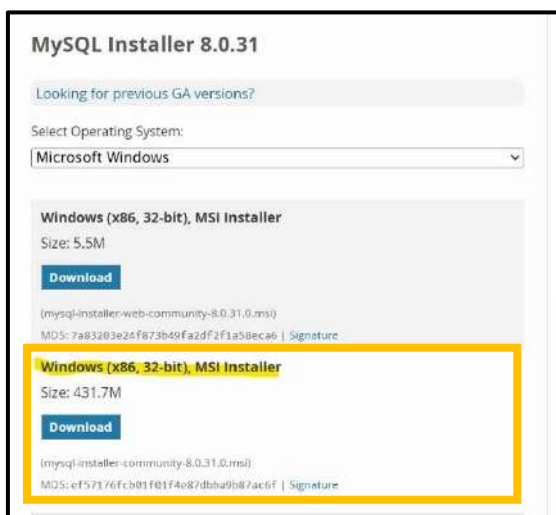 MySQL Installer 8.0.31
Looking for previous GA versions?
Select Operating System:
Microsoft Windows
Windows (x86, 32-bit), MSI Installer
Size: 5.5M
Download
(mysql-installer-web-community-8.0.31.0.msi)
MD5: 7a83203e24f873b49fa2df2f1a58eca6 | Signature
Windows (x86, 32-bit), MSI Installer
Size: 431.7M
Download
(mysql-installer-community-8.0.31.0.msi)
MD5: ef57176fcb01f01f4e87dbba9b87ac6f | Signature